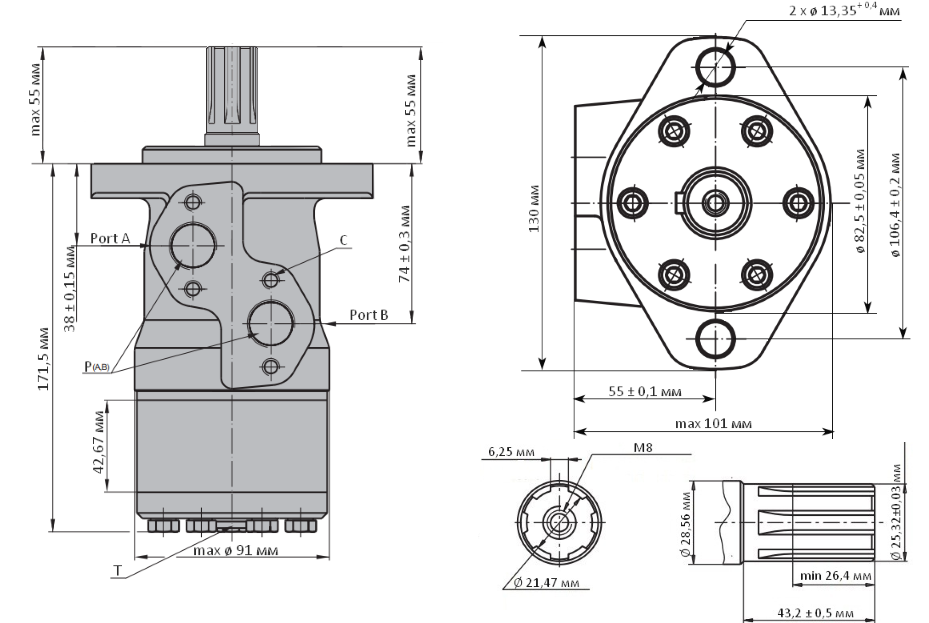 2 x ø 13,35⁺⁰,⁴ мм
max 55 мм
max 55 мм
Port A
C
38 ± 0,15 мм
74 ± 0,3 мм
Port B
171,5 мм
P(A,B)
42,67 мм
max ø 91 мм
T
130 мм
ø 82,5 ± 0,05 мм
ø 106,4 ± 0,2 мм
55 ± 0,1 мм
max 101 мм
6,25 мм
M8
Ø 21,47 мм
Ø 28,56 мм
Ø 25,32±0,03 мм
min 26,4 мм
43,2 ± 0,5 мм